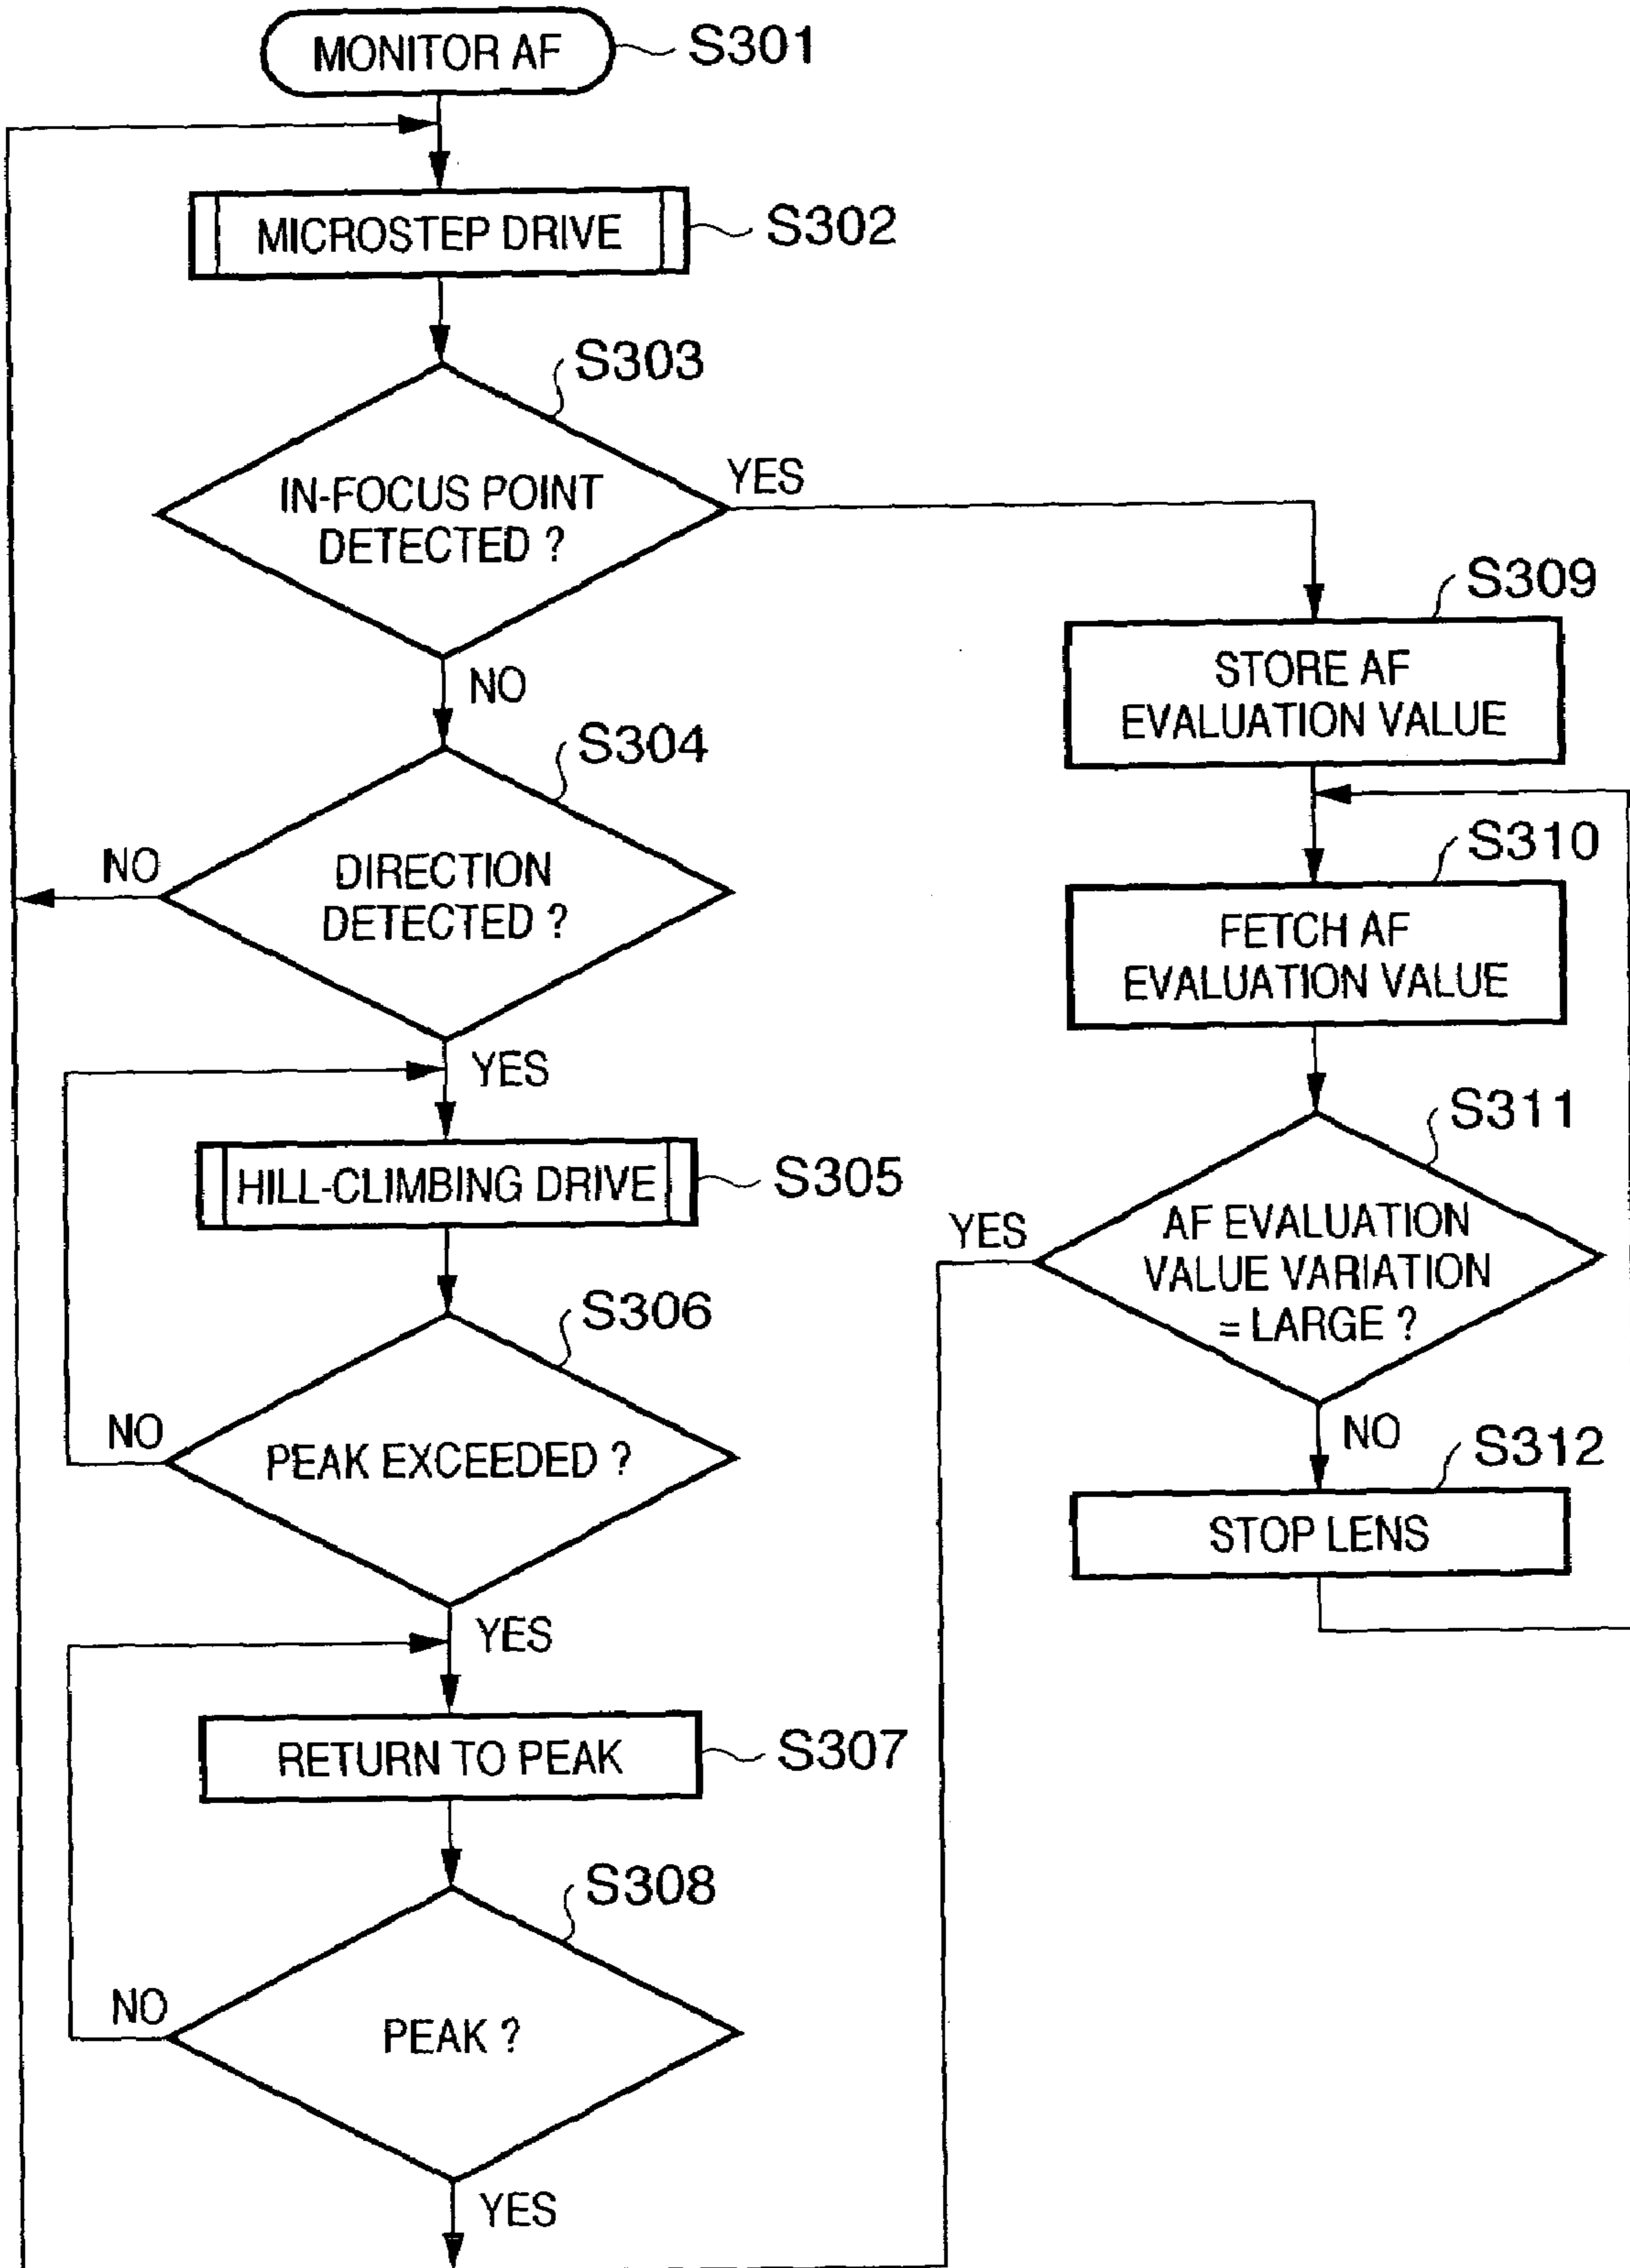 MONITOR AF
S301
MICROSTEP DRIVE
S302
S303
IN-FOCUS POINT
DETECTED ?
YES
NO
S304
DIRECTION
DETECTED ?
NO
YES
HILL-CLIMBING DRIVE
S305
S306
PEAK EXCEEDED ?
NO
YES
RETURN TO PEAK
S307
S308
PEAK ?
NO
YES
S309
STORE AF
EVALUATION VALUE
S310
FETCH AF
EVALUATION VALUE
S311
AF EVALUATION
VALUE VARIATION
= LARGE ?
YES
NO
S312
STOP LENS